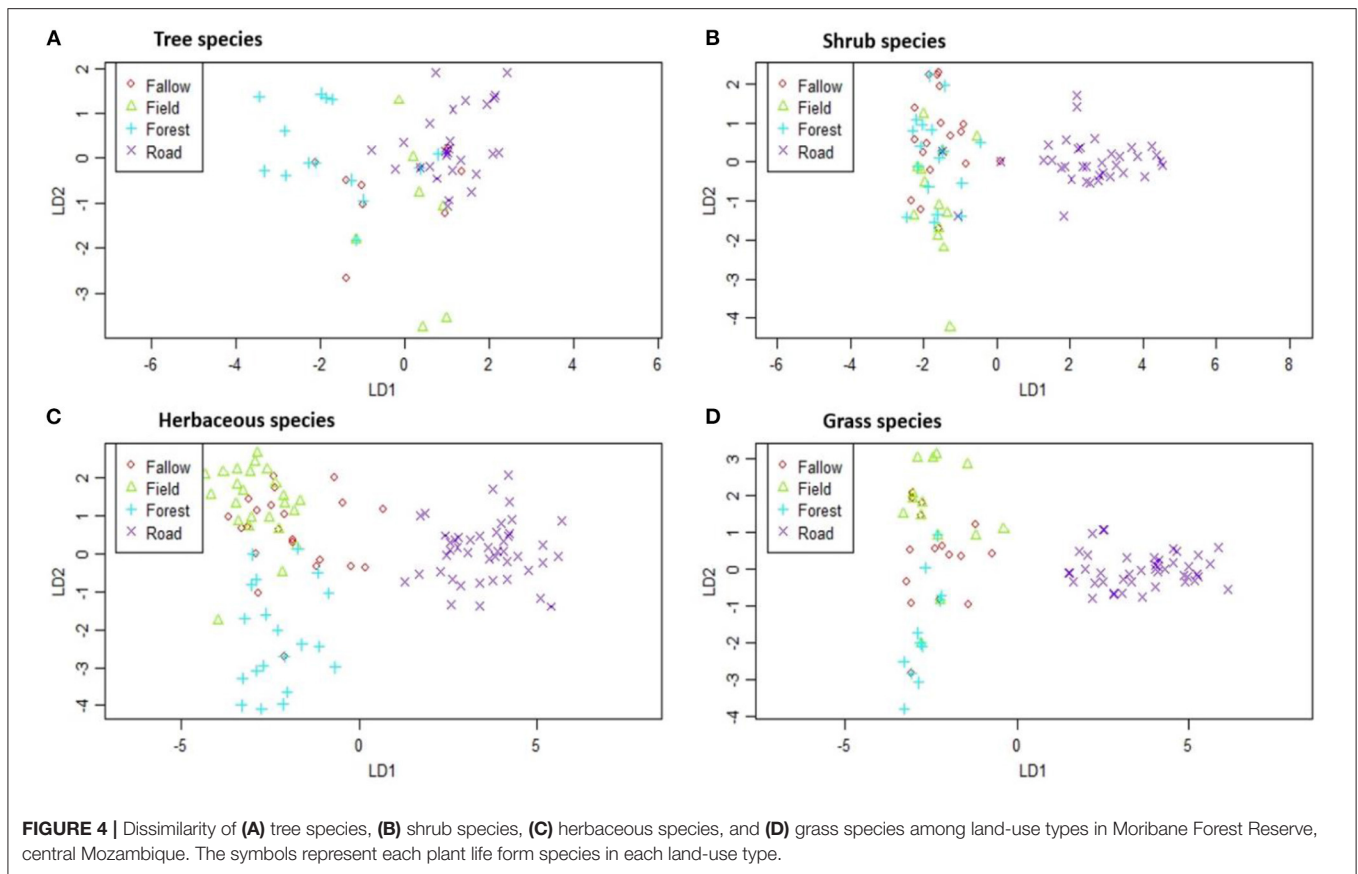 A
Tree species
Fallow
Field
Forest
Road
2
1
0
-1
-2
-3
LD2
-6
-4
-2
0
2
4
6
LD1
B
Shrub species
Fallow
Field
Forest
Road
2
1
0
-1
-2
-3
-4
LD2
-6
-4
-2
0
2
4
6
8
LD1
C
Herbaceous species
Fallow
Field
Forest
Road
2
1
0
-1
-2
-3
-4
LD2
-5
0
5
LD1
D
Grass species
Fallow
Field
Forest
Road
3
2
1
0
-1
-2
-3
-4
LD2
-5
0
5
LD1
FIGURE 4 | Dissimilarity of (A) tree species, (B) shrub species, (C) herbaceous species, and (D) grass species among land-use types in Moribane Forest Reserve,
central Mozambique. The symbols represent each plant life form species in each land-use type.